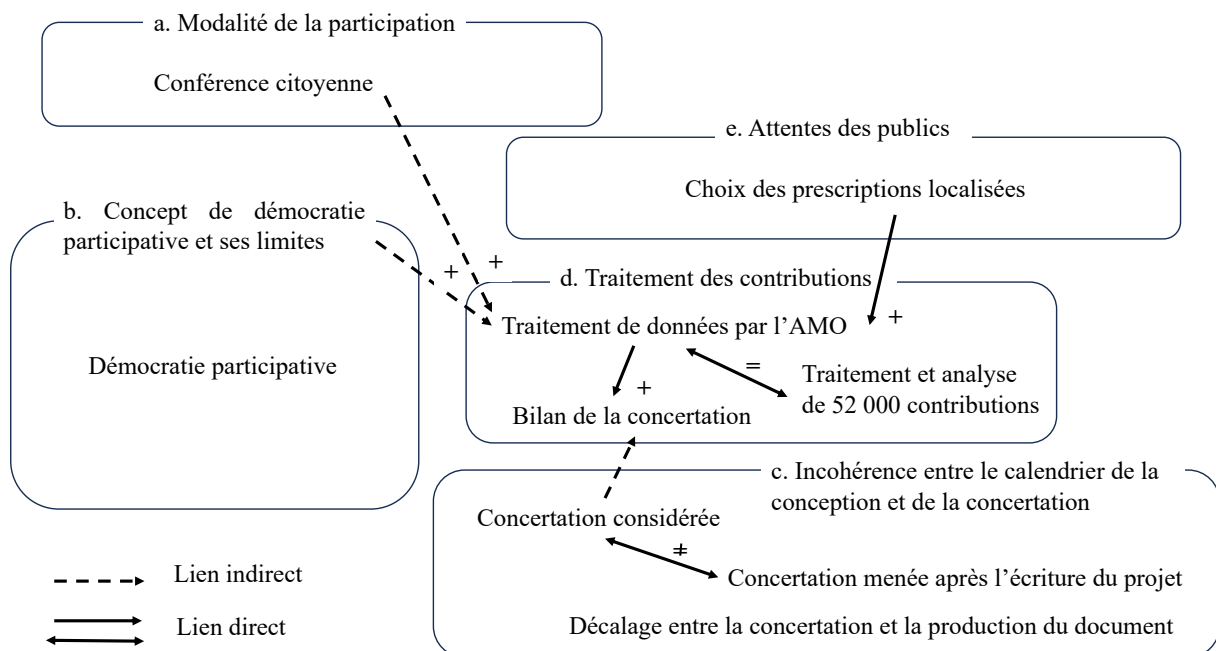 a. Modalité de la participation
Conférence citoyenne
e. Attentes des publics
Choix des prescriptions localisées
b. Concept de démocratie
participative et ses limites
+
+
Démocratie participative
d. Traitement des contributions
Traitement de données par l’AMO
+
=
Traitement et analyse
de 52 000 contributions
+
Bilan de la concertation
c. Incohérence entre le calendrier de la
conception et de la concertation
Concertation considérée
≠
Concertation menée après l’écriture du projet
Décalage entre la concertation et la production du document
Lien indirect
Lien direct